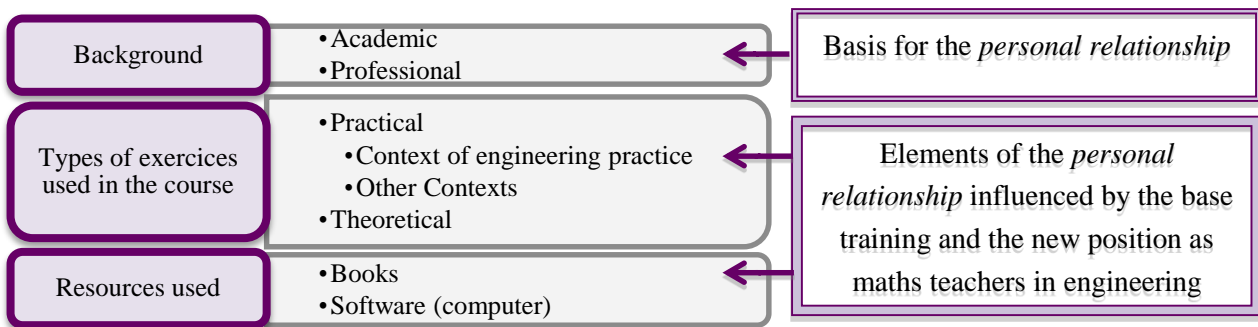 Background
•Academic
•Professional
Basis for the personal relationship
Types of exercices
used in the course
•Practical
•Context of engineering practice
•Other Contexts
•Theoretical
Elements of the personal
relationship influenced by the base
training and the new position as
maths teachers in engineering
Resources used
•Books
•Software (computer)